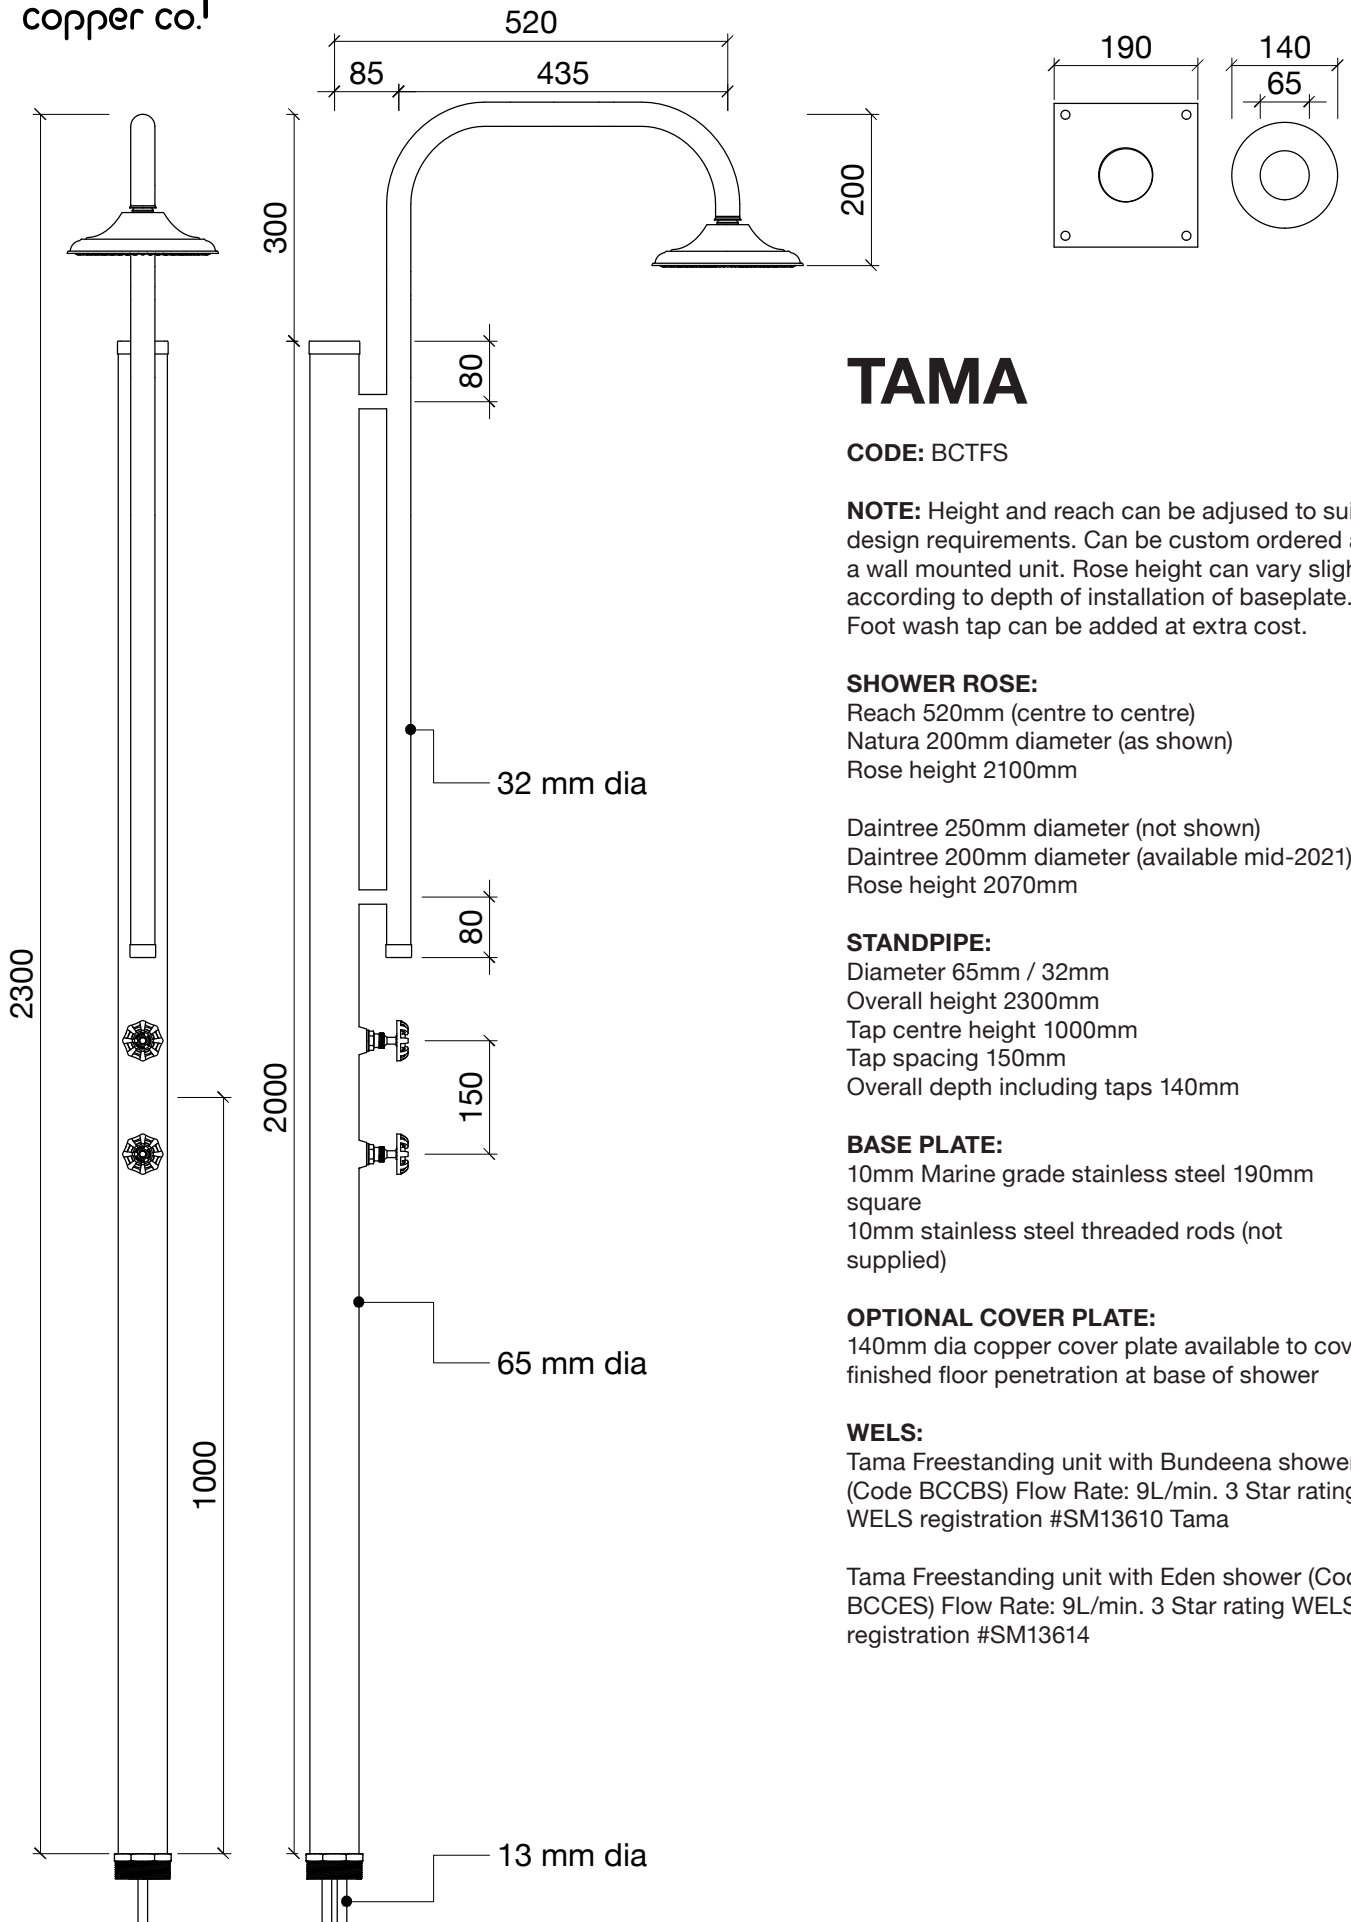 copper co.
520
85 435
300
200
80
80
2300
2000
150
1000
32 mm dia
65 mm dia
13 mm dia
190 140
65
TAMA
CODE: BCTFS
NOTE: Height and reach can be adjused to sui
design requirements. Can be custom ordered a
a wall mounted unit. Rose height can vary sligh
according to depth of installation of baseplate.
Foot wash tap can be added at extra cost.
SHOWER ROSE:
Reach 520mm (centre to centre)
Natura 200mm diameter (as shown)
Rose height 2100mm
Daintree 250mm diameter (not shown)
Daintree 200mm diameter (available mid-2021)
Rose height 2070mm
STANDPIPE:
Diameter 65mm / 32mm
Overall height 2300mm
Tap centre height 1000mm
Tap spacing 150mm
Overall depth including taps 140mm
BASE PLATE:
10mm Marine grade stainless steel 190mm
square
10mm stainless steel threaded rods (not
supplied)
OPTIONAL COVER PLATE:
140mm dia copper cover plate available to cov
finished floor penetration at base of shower
WELS:
Tama Freestanding unit with Bundeena shower
(Code BCCBS) Flow Rate: 9L/min. 3 Star rating
WELS registration #SM13610 Tama
Tama Freestanding unit with Eden shower (Coc
BCCES) Flow Rate: 9L/min. 3 Star rating WELS
registration #SM13614